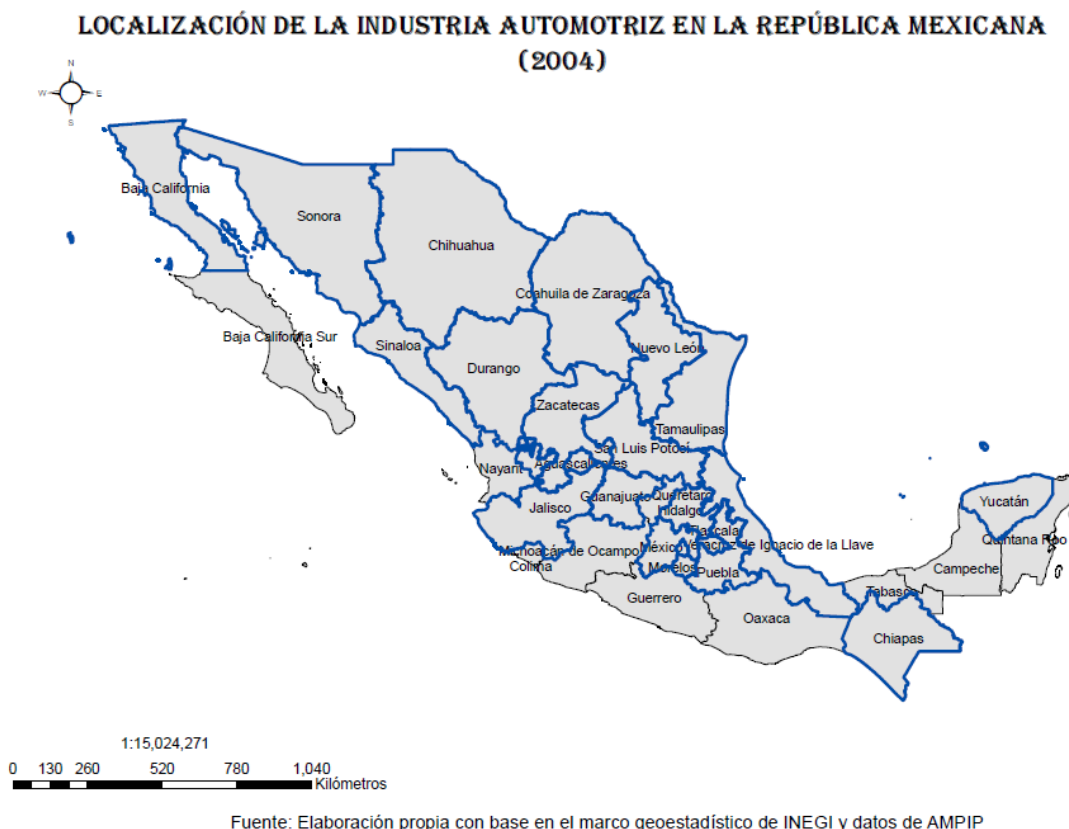 LOCALIZACIÓN DE LA INDUSTRIA AUTOMOTRIZ EN LA REPÚBLICA MEXICANA
(2004)
N
W E
S
Baja California
Sonora
Chihuahua
Coahuila de Zaragoza
Baja California Sur
Sinaloa
Nuevo León
Durango
Zacatecas
Tamaulipas
San Luis Potosí
Nayarit
Aguascalientes
Guanajuato
Querétaro
Yucatán
Jalisco
Hidalgo
Tlaxcala
Quintana Roo
Michoacán de Ocampo
México
Veracruz de Ignacio de la Llave
Colima
Morelos
Puebla
Campeche
Tabasco
Guerrero
Oaxaca
Chiapas
1:15,024,271
0 130 260 520 780 1,040
Kilómetros
Fuente: Elaboración propia con base en el marco geoestadístico de INEGI y datos de AMPIP